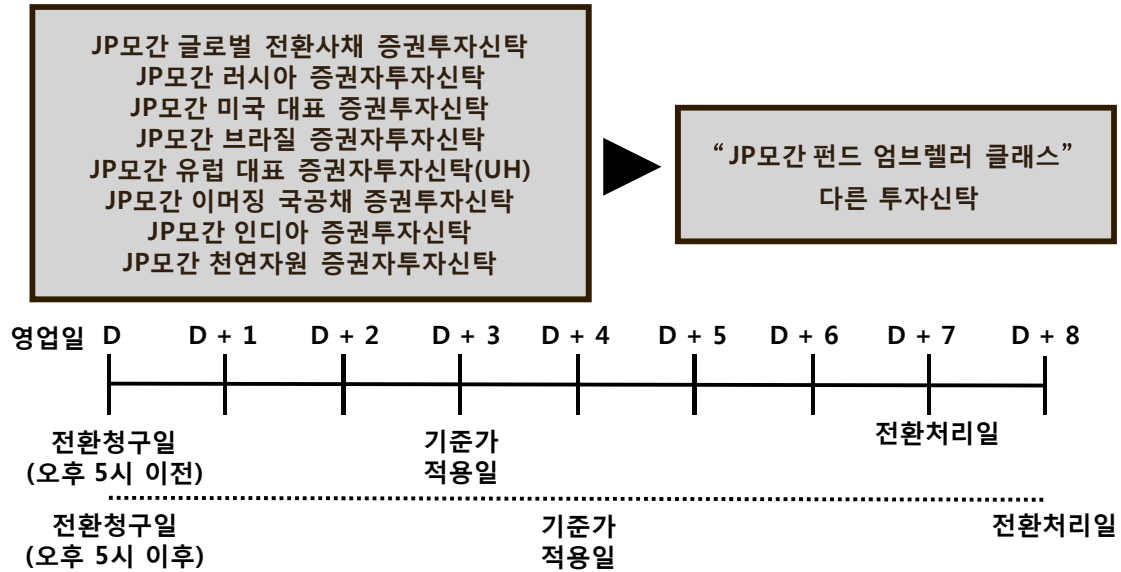 JP모간 글로벌 전환사채 증권투자신탁
JP모간 러시아 증권자투자신탁
JP모간 미국 대표 증권투자신탁
JP모간 브라질 증권자투자신탁
JP모간 유럽 대표 증권자투자신탁(UH)
JP모간 이머징 국공채 증권투자신탁
JP모간 인디아 증권투자신탁
JP모간 천연자원 증권자투자신탁
“JP모간 펀드 엄브렐러 클래스”
다른 투자신탁
영업일 D D + 1 D + 2 D + 3 D + 4 D + 5 D + 6 D + 7 D + 8
전환청구일 기준가 전환처리일
(오후 5시 이전) 적용일
전환청구일 기준가 전환처리일
(오후 5시 이후) 적용일